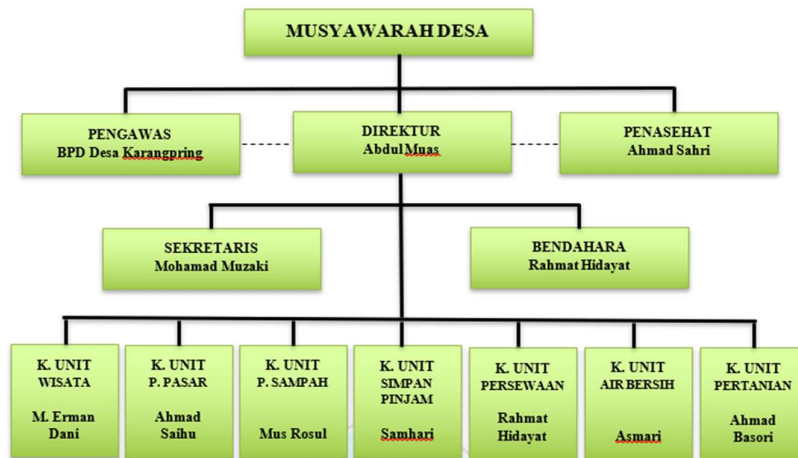 MUSYAWARAH DESA
PENGAWAS
BPD Desa Karangpring
DIREKTUR
Abdul Muas
PENASEHAT
Ahmad Sahri
SEKRETARIS
Mohamad Muzaki
BENDAHARA
Rahmat Hidayat
K. UNIT
WISATA
M. Erman
Dani
K. UNIT
P. PASAR
Ahmad
Saihu
K. UNIT
P. SAMPAH
Mus Rosul
K. UNIT
SIMPAN
PINJAM
Samhari
K. UNIT
PERSEWAAN
Rahmat
Hidayat
K. UNIT
AIR BERSIH
Asmari
K. UNIT
PERTANIAN
Ahmad
Basori